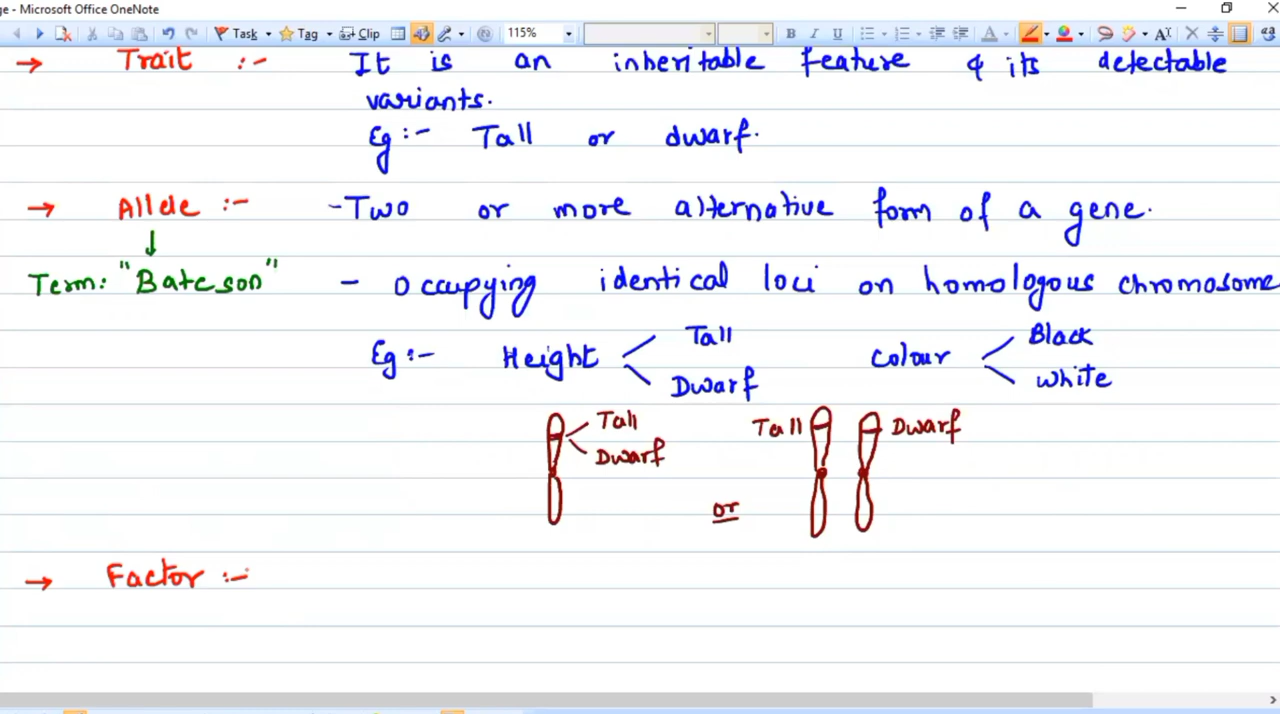 ge - Microsoft Office OneNote
Task Tag Clip 115% B I U
→ Trait :- It is an inheritable feature & its detectable
variants.
Eg :- Tall or dwarf.
→ Allele :- - Two or more alternative form of a gene.
↓
Term: "Bateson" - Occupying identical loci on homologous chromosome
Eg :- Height Tall Dwarf Colour Black White
Tall Dwarf or Tall Dwarf
→ Factor :-